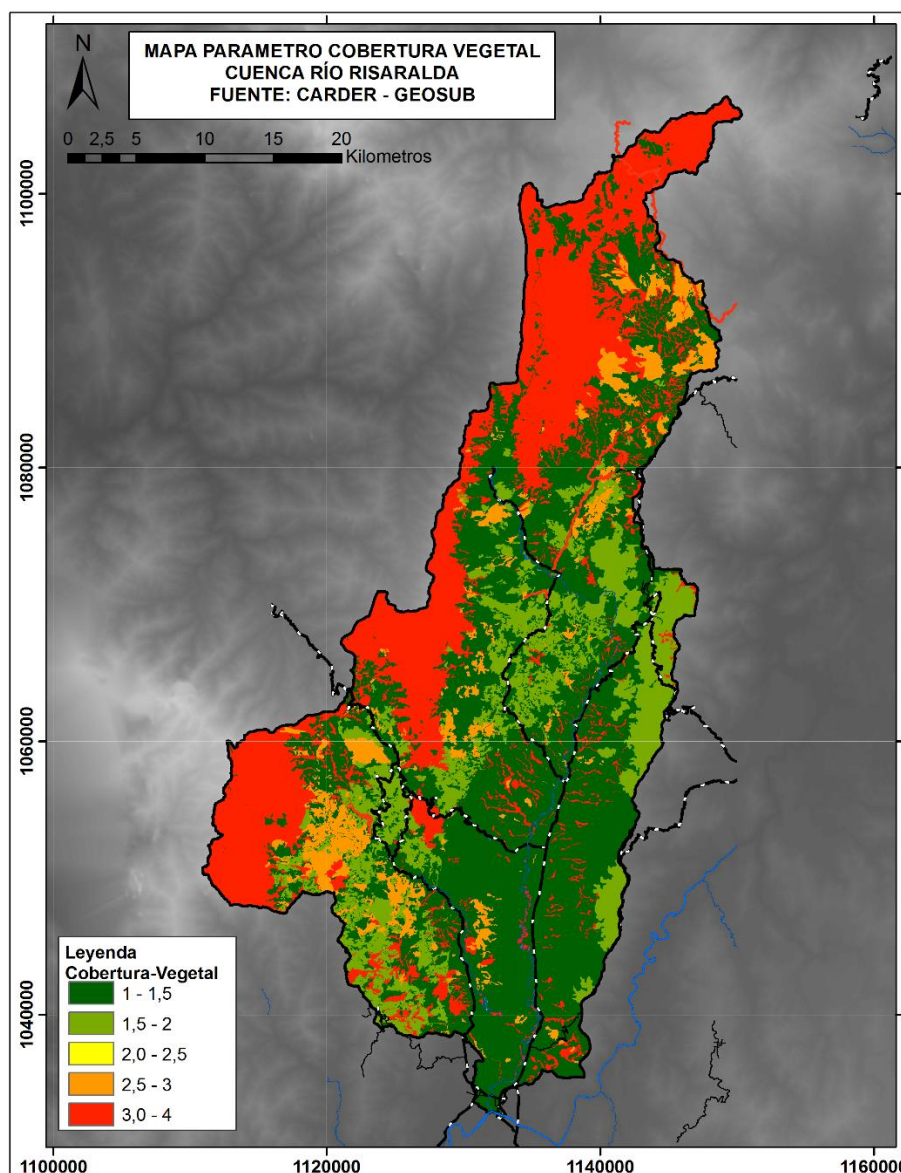 N
MAPA PARAMETRO COBERTURA VEGETAL
CUENCA RÍO RISARALDA
FUENTE: CARDER - GEOSUB
0 2,5 5 10 15 20
Kilometros
1100000
1080000
1060000
1040000
Leyenda
Cobertura-Vegetal
1 - 1,5
1,5 - 2
2,0 - 2,5
2,5 - 3
3,0 - 4
1100000 1120000 1140000 1160000